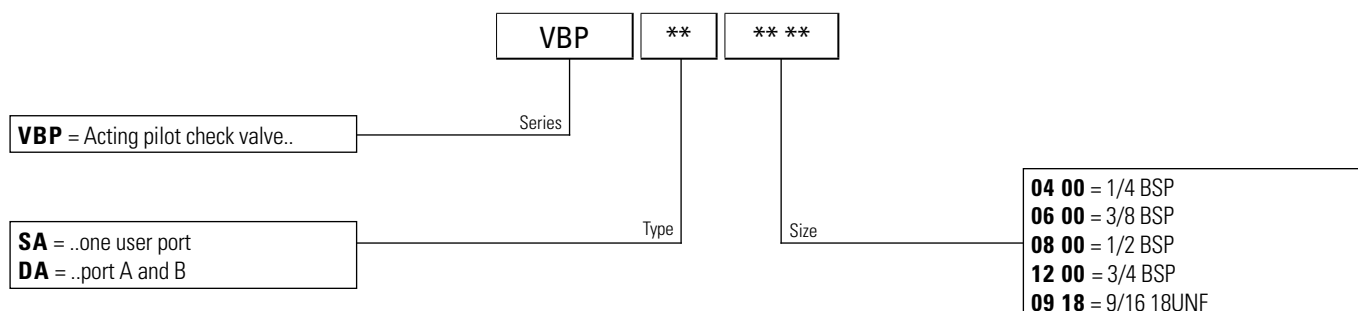 VBP ** ** **
Series
VBP = Acting pilot check valve..
Type
SA = ..one user port
DA = ..port A and B
Size
04 00 = 1/4 BSP
06 00 = 3/8 BSP
08 00 = 1/2 BSP
12 00 = 3/4 BSP
09 18 = 9/16 18UNF